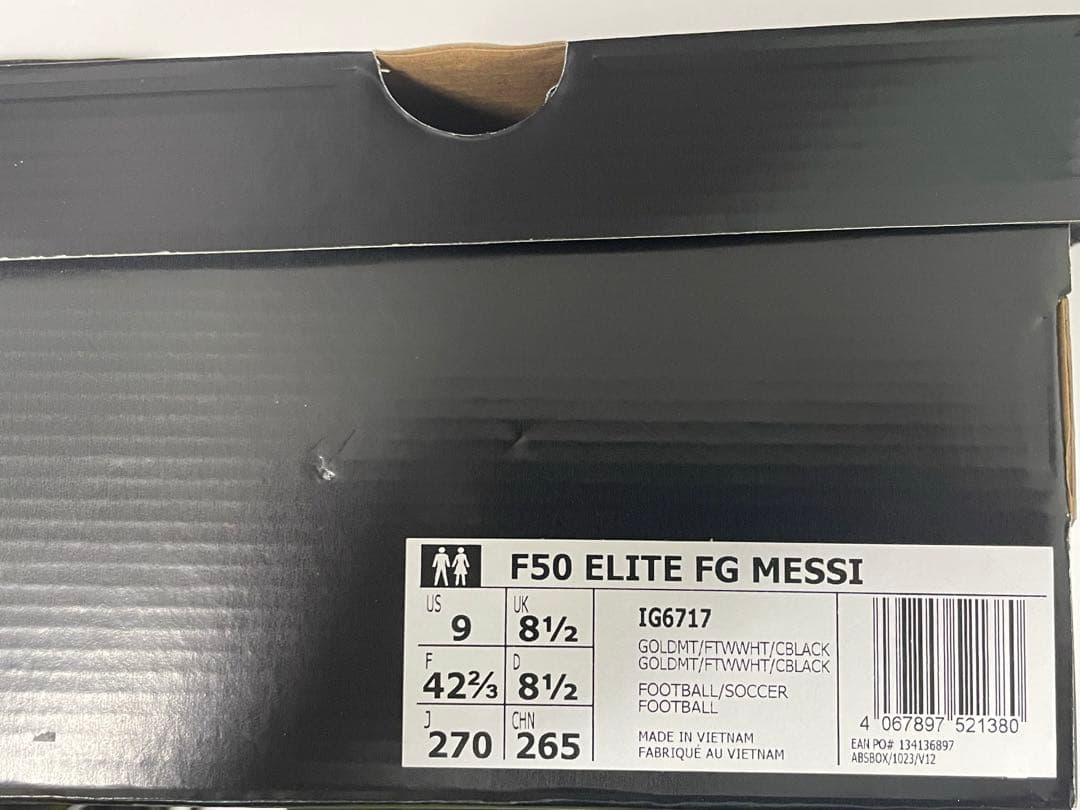 F50 ELITE FG MESSI
US 9 UK 8½
F 42⅔ D 8½
J 270 CHN 265
IG6717
GOLDMT/FTWWHT/CBLACK
GOLDMT/FTWWHT/CBLACK
FOOTBALL/SOCCER
FOOTBALL
MADE IN VIETNAM
FABRIQUÉ AU VIETNAM
4 067897 521380
EAN PO# 134136897
ABSBOX/1023/V12